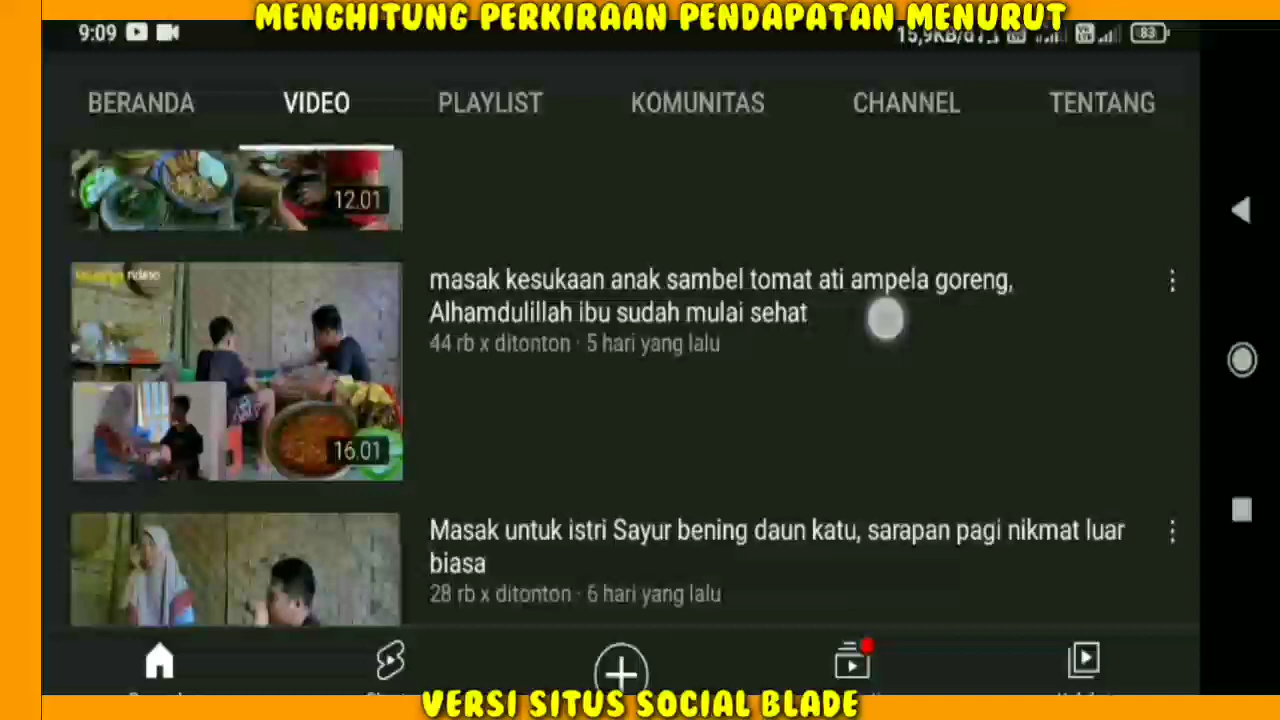 MENGHITUNG PERKIRAAN PENDAPATAN MENURUT
9:09
83
BERANDA VIDEO PLAYLIST KOMUNITAS CHANNEL TENTANG
12.01
masak kesukaan anak sambel tomat ati ampela goreng,
Alhamdulillah ibu sudah mulai sehat
44 rb x ditonton · 5 hari yang lalu
16.01
Masak untuk istri Sayur bening daun katu, sarapan pagi nikmat luar
biasa
28 rb x ditonton · 6 hari yang lalu
VERSI SITUS SOCIAL BLADE